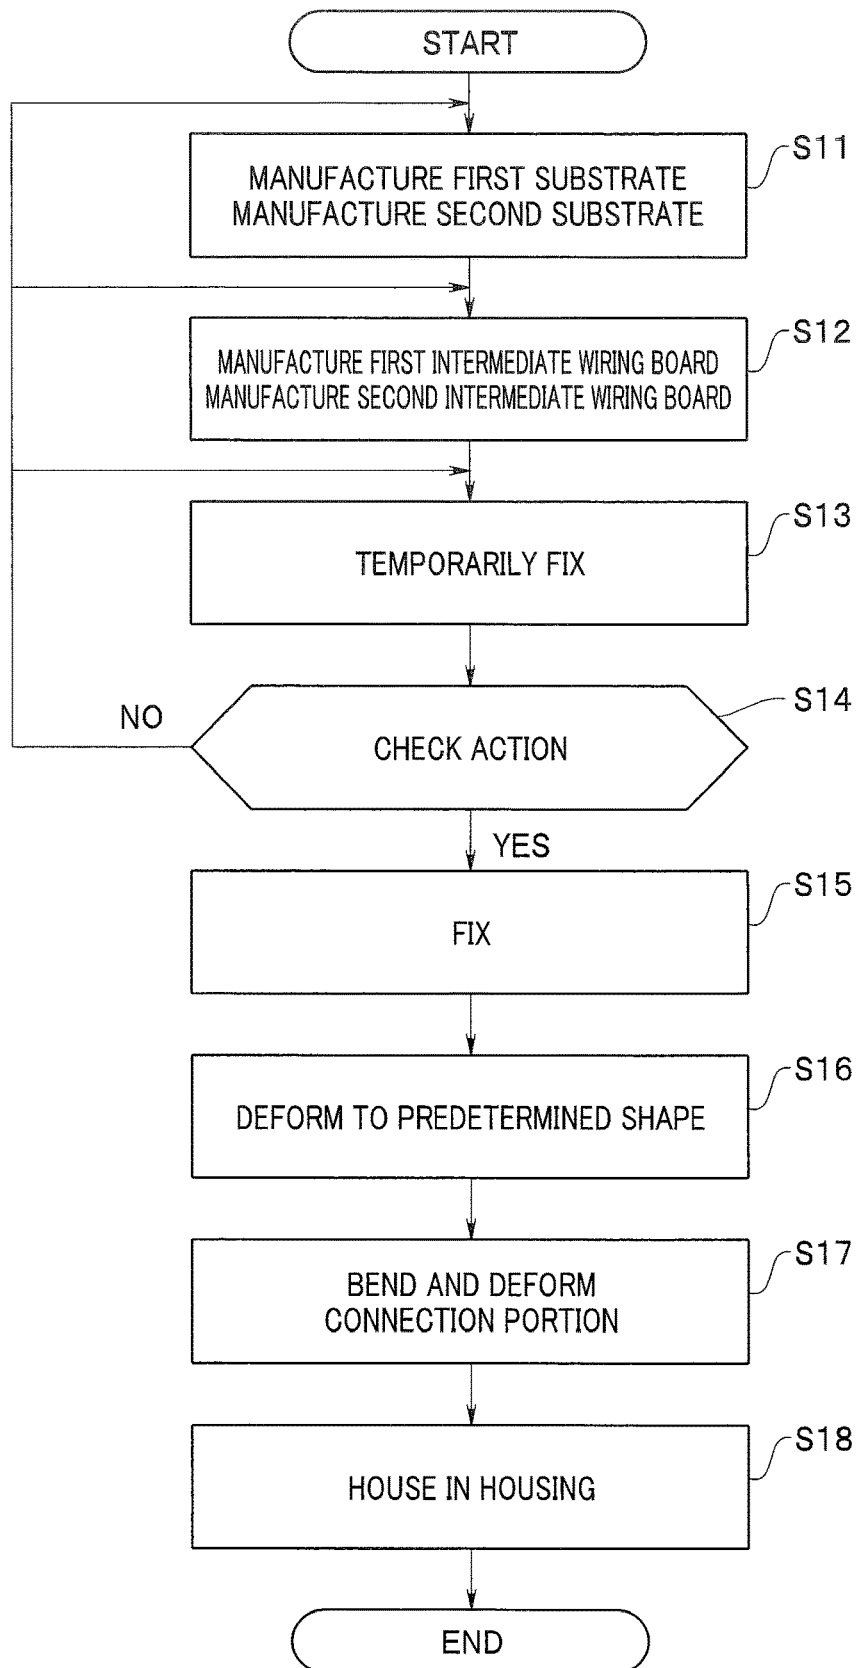 START
S11
MANUFACTURE FIRST SUBSTRATE
MANUFACTURE SECOND SUBSTRATE
S12
MANUFACTURE FIRST INTERMEDIATE WIRING BOARD
MANUFACTURE SECOND INTERMEDIATE WIRING BOARD
S13
TEMPORARILY FIX
S14
NO
CHECK ACTION
YES
S15
FIX
S16
DEFORM TO PREDETERMINED SHAPE
S17
BEND AND DEFORM
CONNECTION PORTION
S18
HOUSE IN HOUSING
END